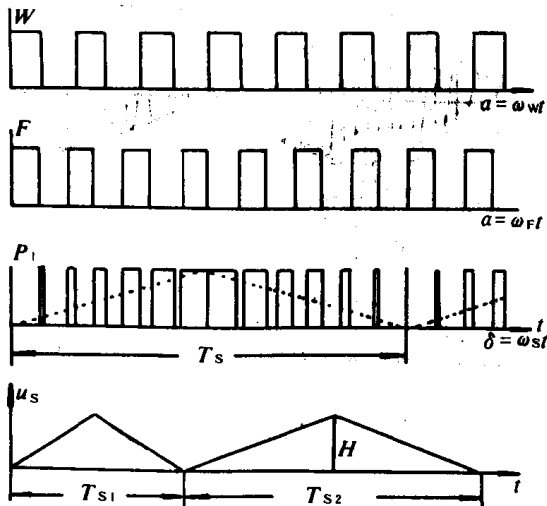 W
a = ωwt
F
a = ωFt
P1
t
δ = ωSt
TS
uS
H
t
TS1
TS2